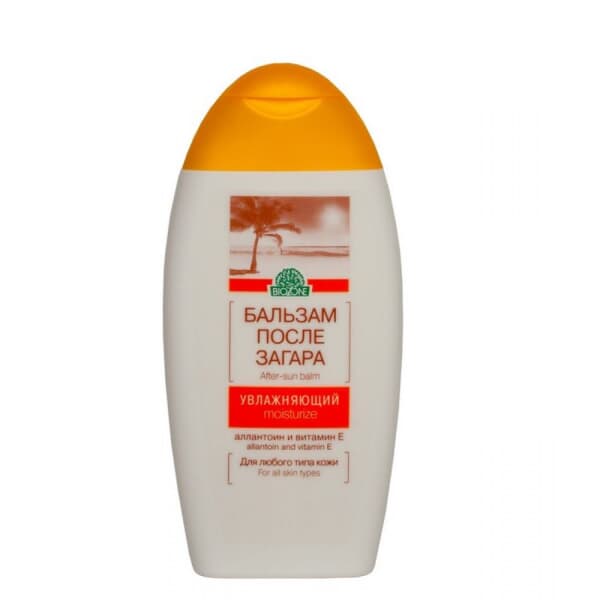 BIOZONE
БАЛЬЗАМ
ПОСЛЕ
ЗАГАРА
After-sun balm
УВЛАЖНЯЮЩИЙ
moisturize
аллантоин и витамин Е
allantoin and vitamin E
Для любого типа кожи
For all skin types